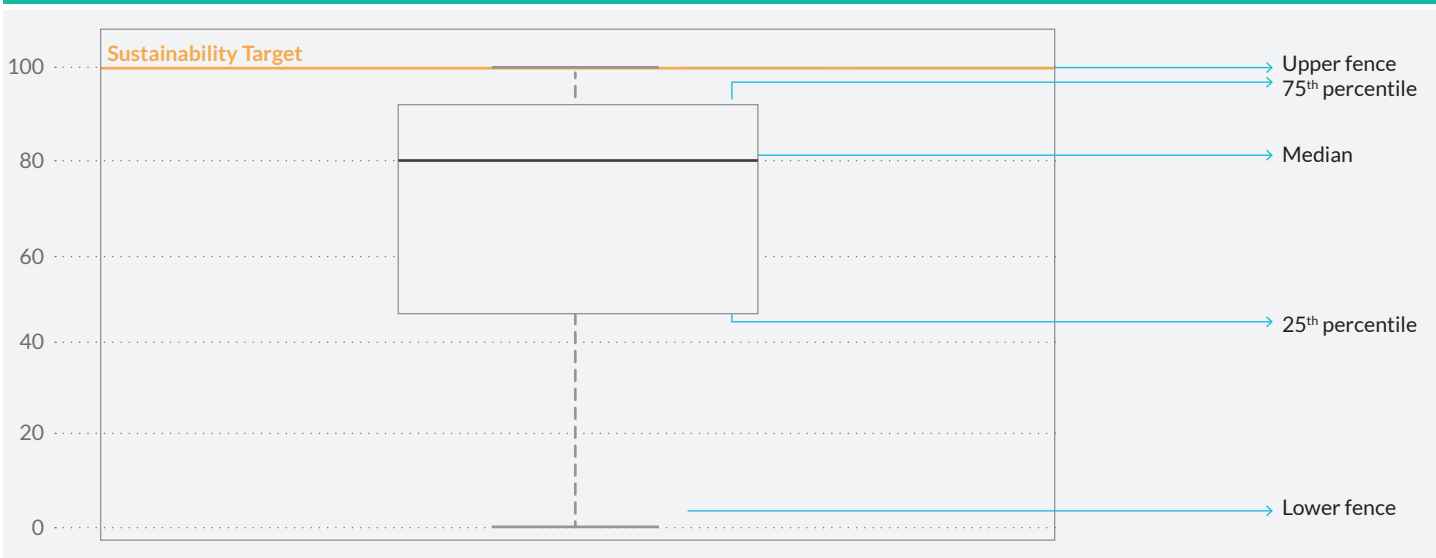 Sustainability Target
100
80
60
40
20
0
Upper fence
75th percentile
Median
25th percentile
Lower fence